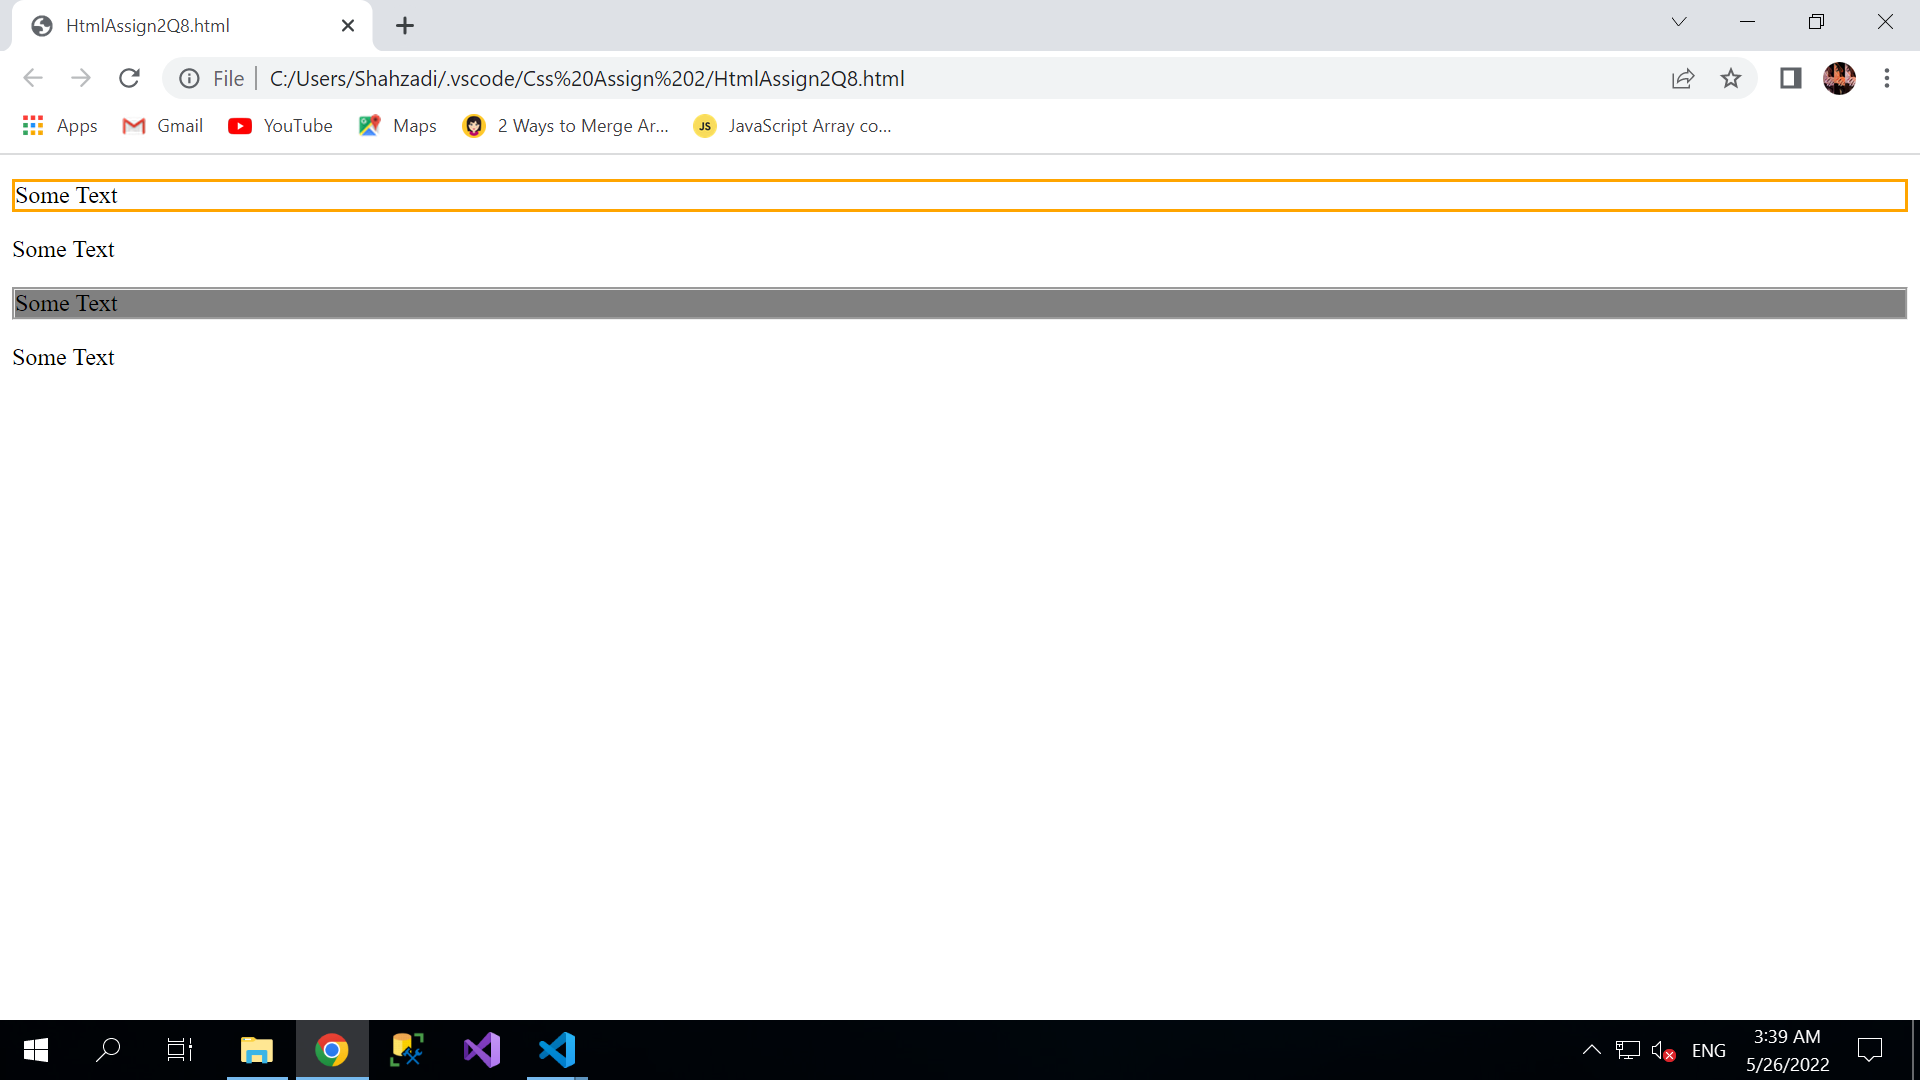 HtmlAssign2Q8.html
File C:/Users/Shahzadi/.vscode/Css%20Assign%202/HtmlAssign2Q8.html
Apps Gmail YouTube Maps 2 Ways to Merge Ar... JS JavaScript Array co...
Some Text
Some Text
Some Text
Some Text
ENG
3:39 AM
5/26/2022